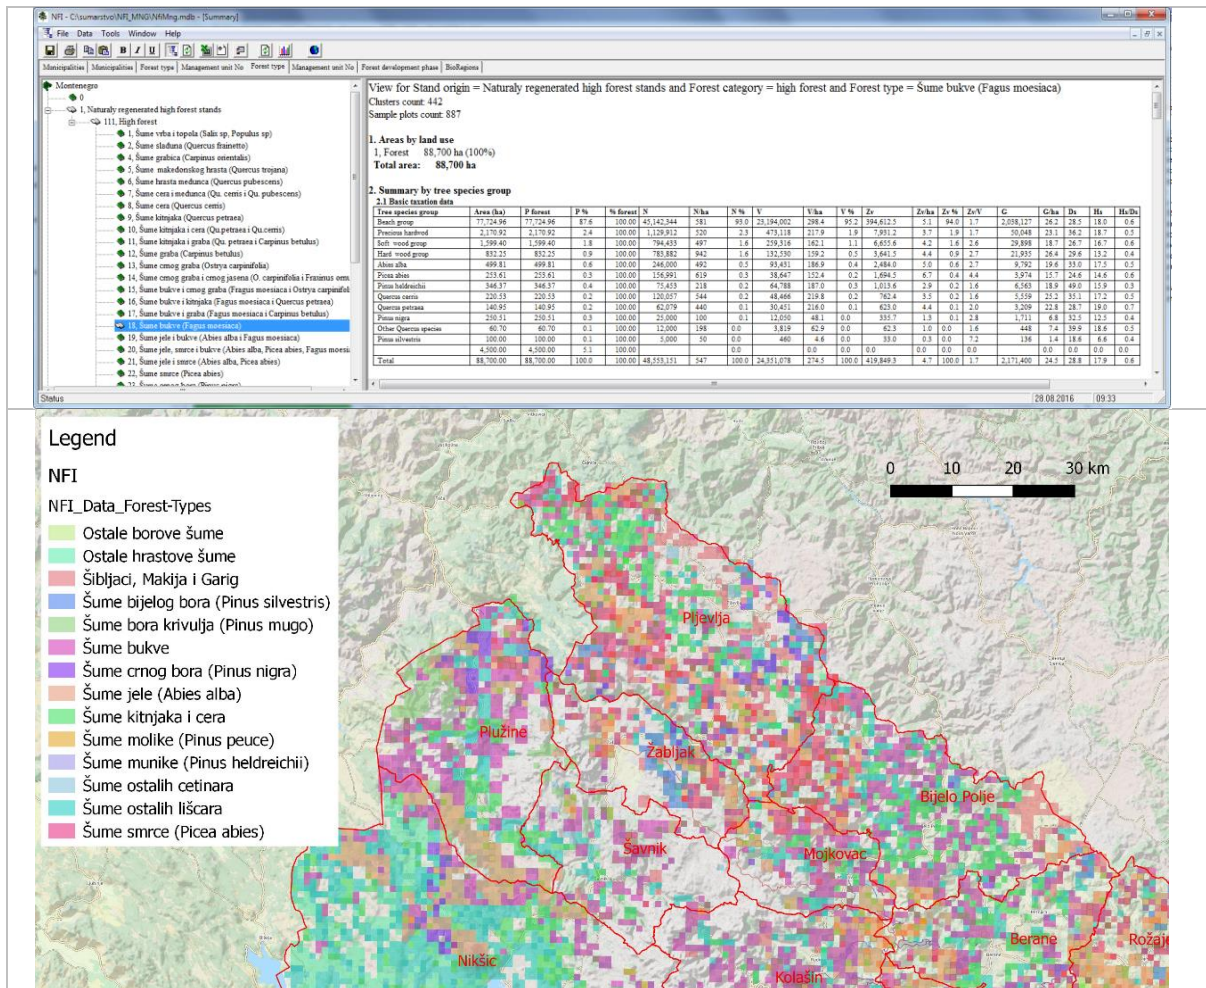 NFI - C:\sumarstvo\NFI_MNG\NfiMng.mdb - [Summary]
File Data Tools Window Help
B I U
Municipalities | Municipalities | Forest type | Management unit No | Forest type | Management unit No | Forest development phase | BioRegions
Montenegro
0
1, Naturaly regenerated high forest stands
111, High forest
1, Šume vrba i topola (Salix sp, Populus sp)
2, Šume sladuna (Quercus frainetto)
4, Šume grabica (Carpinus orientalis)
5, Šume makedonskog hrasta (Quercus trojana)
6, Šume hrasta medunca (Quercus pubescens)
7, Šume cera i medunca (Qu. cerris i Qu. pubescens)
8, Šume cera (Quercus cerris)
9, Šume kitnjaka (Quercus petraea)
10, Šume kitnjaka i cera (Qu.petraea i Qu.cerris)
11, Šume kitnjaka i graba (Qu. petraea i Carpinus betulus)
12, Šume graba (Carpinus betulus)
13, Šume crnog graba (Ostrya carpinifolia)
14, Šume crnog graba i crnog jasena (O. carpinifolia i Fraxinus ornu
15, Šume bukve i crnog graba (Fragus moesiaca i Ostrya carpinifol
16, Šume bukve i kitnjaka (Fagus moesiaca i Quercus petraea)
17, Šume bukve i graba (Fagus moesiaca i Carpinus betulus)
18, Šume bukve (Fagus moesiaca)
19, Šume jele i bukve (Abies alba i Fagus moesiaca)
20, Šume jele, smrce i bukve (Abies alba, Picea abies, Fagus moesi
21, Šume jele i smrce (Abies alba, Picea abies)
22, Šume smrce (Picea abies)
23, Šume crnog bora (Pinus nigra)
View for Stand origin = Naturaly regenerated high forest stands and Forest category = high forest and Forest type = Šume bukve (Fagus moesiaca)
Clusters count: 442
Sample plots count: 887
1. Areas by land use
1, Forest 88,700 ha (100%)
Total area: 88,700 ha
2. Summary by tree species group
2.1 Basic taxation data
Tree species group Area (ha) P forest P % % forest N N/ha N % V V/ha V % Zv Zv/ha Zv % Zv/V G G/ha Ds Hs Hs/Ds
Beach group 77,724.96 77,724.96 87.6 100.00 45,142,344 581 93.0 23,194,002 298.4 95.2 394,612.5 5.1 94.0 1.7 2,038,127 26.2 28.5 18.0 0.6
Precious hardvod 2,170.92 2,170.92 2.4 100.00 1,129,912 520 2.3 473,118 217.9 1.9 7,931.2 3.7 1.9 1.7 50,048 23.1 36.2 18.7 0.5
Soft wood group 1,599.40 1,599.40 1.8 100.00 794,433 497 1.6 259,316 162.1 1.1 6,655.6 4.2 1.6 2.6 29,898 18.7 26.7 16.7 0.6
Hard wood group 832.25 832.25 0.9 100.00 783,882 942 1.6 132,530 159.2 0.5 3,641.5 4.4 0.9 2.7 21,935 26.4 29.6 13.2 0.4
Abies alba 499.81 499.81 0.6 100.00 246,000 492 0.5 93,431 186.9 0.4 2,484.0 5.0 0.6 2.7 9,792 19.6 33.0 17.5 0.5
Picea abies 253.61 253.61 0.3 100.00 156,991 619 0.3 38,647 152.4 0.2 1,694.5 6.7 0.4 4.4 3,974 15.7 24.6 14.6 0.6
Pinus heldreichii 346.37 346.37 0.4 100.00 75,453 218 0.2 64,788 187.0 0.3 1,013.6 2.9 0.2 1.6 6,563 18.9 49.0 15.9 0.3
Quercus cerris 220.53 220.53 0.2 100.00 120,057 544 0.2 48,466 219.8 0.2 762.4 3.5 0.2 1.6 5,559 25.2 35.1 17.2 0.5
Quercus petraea 140.95 140.95 0.2 100.00 62,079 440 0.1 30,451 216.0 0.1 623.0 4.4 0.1 2.0 3,209 22.8 28.7 19.0 0.7
Pinus nigra 250.51 250.51 0.3 100.00 25,000 100 0.1 12,050 48.1 0.0 335.7 1.3 0.1 2.8 1,711 6.8 32.5 12.5 0.4
Other Quercus species 60.70 60.70 0.1 100.00 12,000 198 0.0 3,819 62.9 0.0 62.3 1.0 0.0 1.6 448 7.4 39.9 18.6 0.5
Pinus silvestris 100.00 100.00 0.1 100.00 5,000 50 0.0 460 4.6 0.0 33.0 0.3 0.0 7.2 136 1.4 18.6 6.6 0.4
4,500.00 4,500.00 5.1 100.00 0.0 0.0 0.0 0.0 0.0 0.0 0.0 0.0 0.0 0.0
Total 88,700.00 88,700.00 100.0 100.00 48,553,151 547 100.0 24,351,078 274.5 100.0 419,849.3 4.7 100.0 1.7 2,171,400 24.5 28.8 17.9 0.6
Status 28.08.2016 09:33
Legend
NFI
NFI_Data_Forest-Types
Ostale borove šume
Ostale hrastove šume
Šibljaci, Makija i Garig
Šume bijelog bora (Pinus silvestris)
Šume bora krivulja (Pinus mugo)
Šume bukve
Šume crnog bora (Pinus nigra)
Šume jele (Abies alba)
Šume kitnjaka i cera
Šume molike (Pinus peuce)
Šume munike (Pinus heldreichii)
Šume ostalih cetinara
Šume ostalih lišcara
Šume smrce (Picea abies)
0 10 20 30 km
Pljevlja
Plužine
Žabljak
Bijelo Polje
Šavnik
Mojkovac
Berane
Rožaje
Nikšic
Kolašin